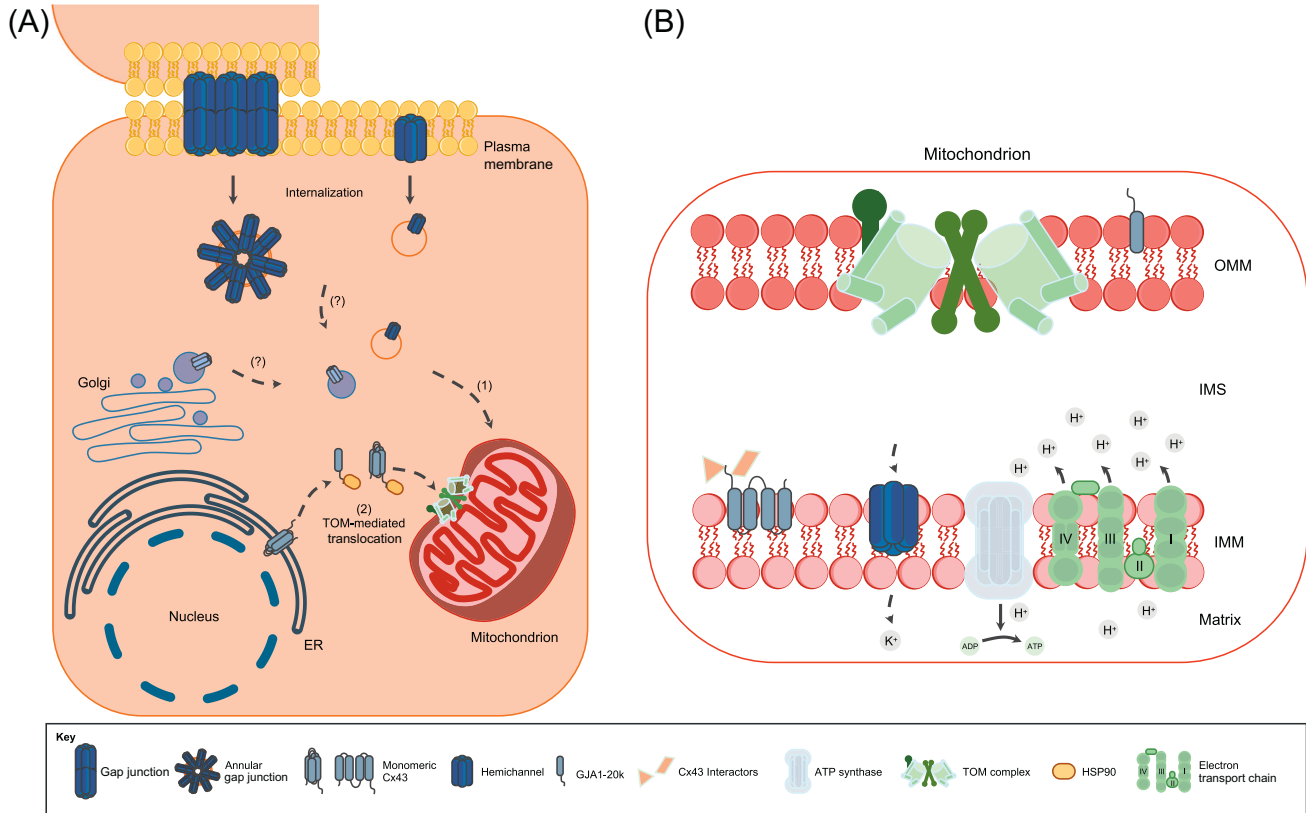 (A)
Plasma
membrane
Internalization
(?)
(?)
Golgi
(1)
(2)
TOM-mediated
translocation
Nucleus
ER
Mitochondrion
(B)
Mitochondrion
OMM
IMS
H+
H+
H+
H+
H+
H+
H+
IV
III
I
II
IMM
Matrix
H+
H+
H+
K+
ADP
ATP
Key
Gap junction
Annular
gap junction
Monomeric
Cx43
Hemichannel
GJA1-20k
Cx43 Interactors
ATP synthase
TOM complex
HSP90
IV
III
I
II
Electron
transport chain